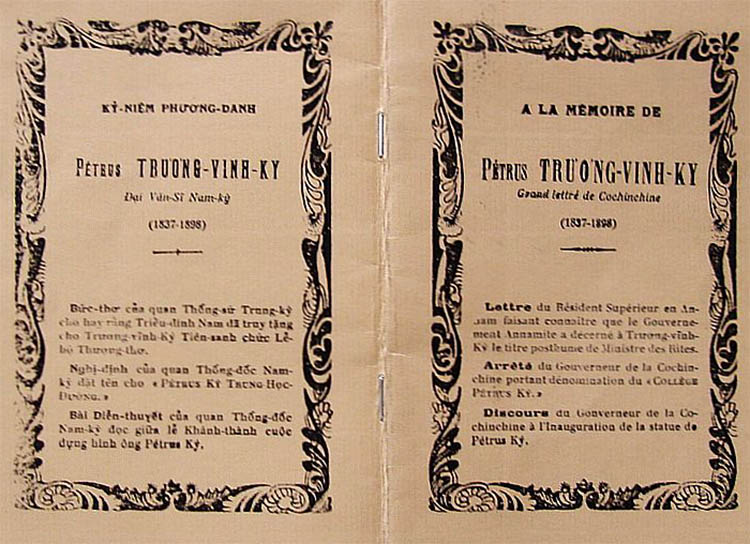 KỶ-NIỆM PHƯƠNG-DANH
PÉTRUS TRƯƠNG-VINH-KY
Đại Văn-Sĩ Nam-kỳ
(1837-1898)
Bức-thơ của quan Thống-sứ Trung-kỳ
cho hay rằng Triều-đình Nam đã truy tặng
cho Trương-vĩnh-Ký Tiên-sanh chức Lễ-
bộ Thượng-thơ.
Nghị-định của quan Thống-đốc Nam-
kỳ đặt tên cho « PÉTRUS KÝ TRUNG-HỌC-
ĐƯỜNG. »
Bài Diễn-thuyết của quan Thống-đốc
Nam-kỳ đọc giữa lễ Khánh-thành cuộc
dựng hình ông Pétrus Ký.
A LA MÉMOIRE DE
PÉTRUS TRƯƠNG-VINH-KY
Grand lettré de Cochinchine
(1837-1898)
Lettre du Résident Supérieur en An-
nam faisant connaître que le Gouverne-
ment Annamite a décerné à Trương-vĩnh-
Ký le titre posthume de Ministre des Rites.
Arrêté du Gouverneur de la Cochin-
chine portant dénomination du « COLLÈGE
PÉTRUS KÝ. »
Discours du Gouverneur de la Co-
chinchine à l'Inauguration de la statue de
Pétrus Ký.